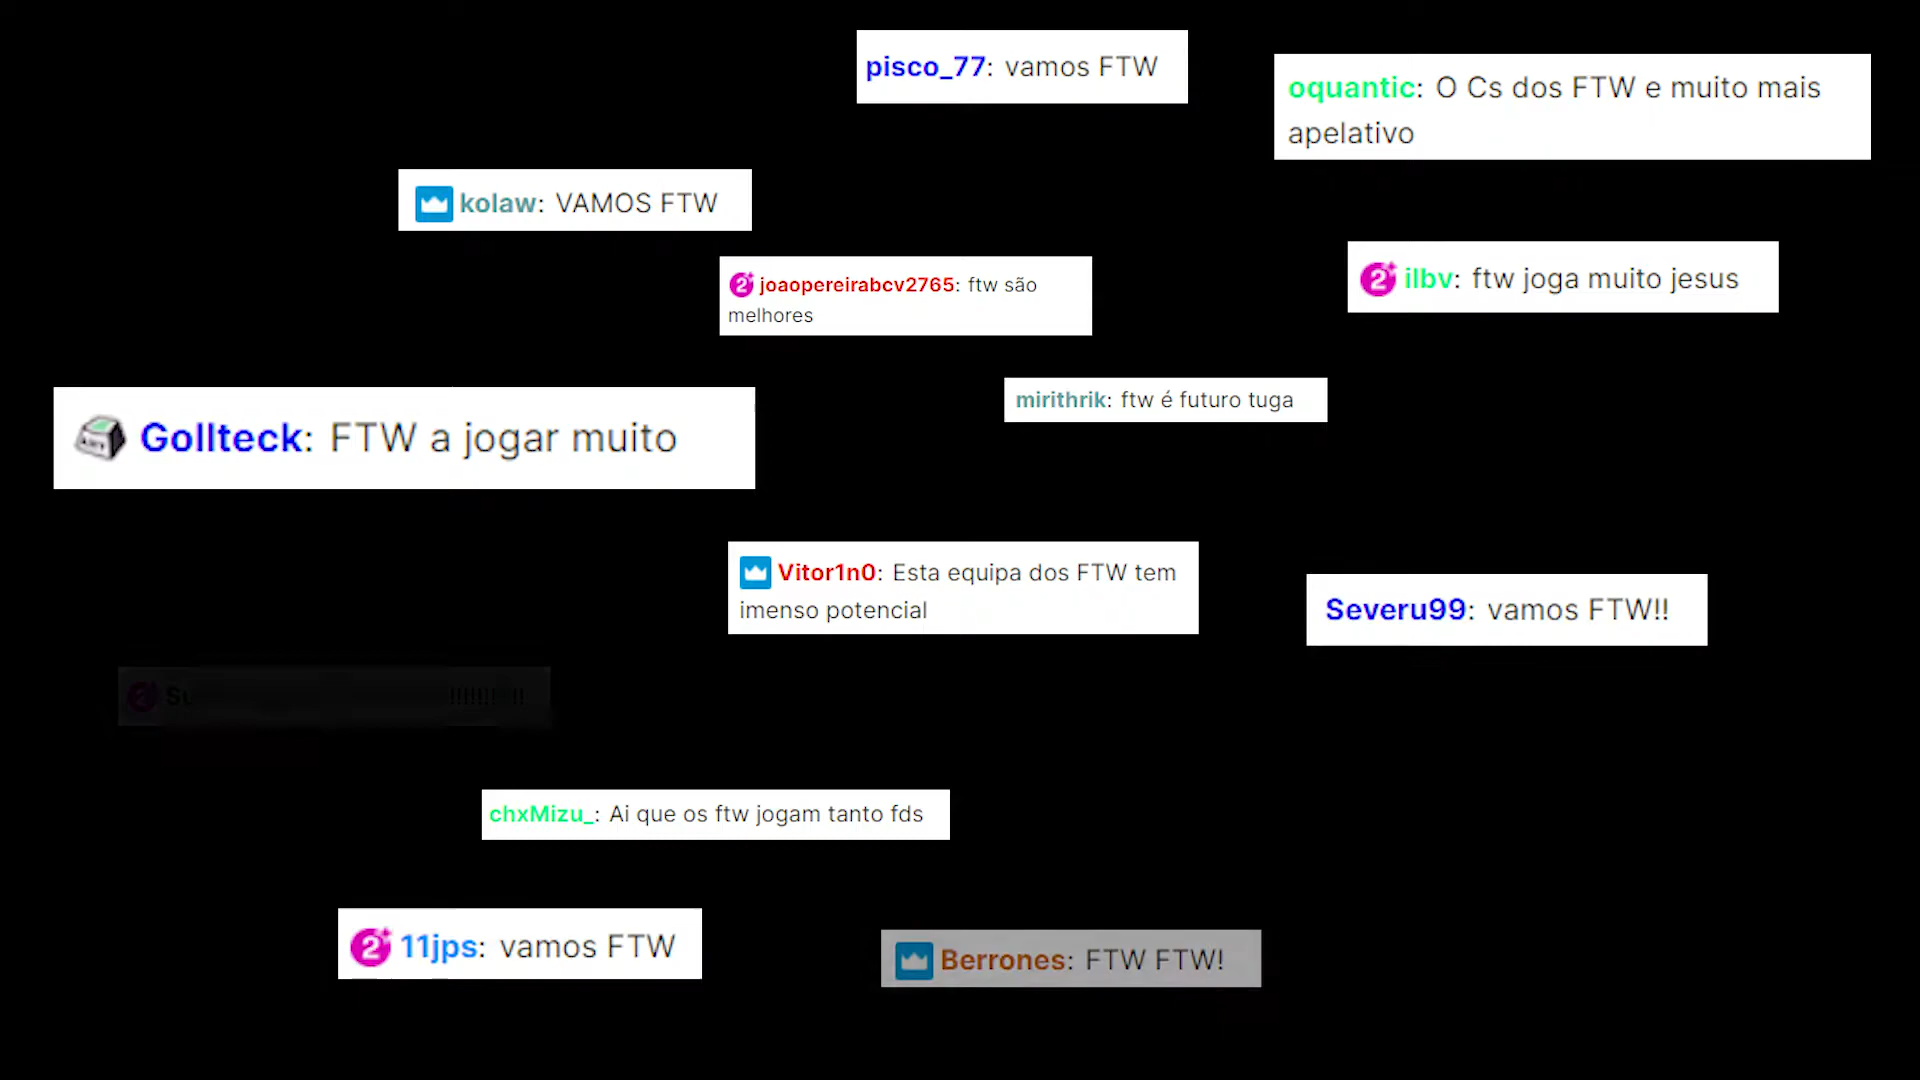 pisco_77: vamos FTW
oquantic: O Cs dos FTW e muito mais
apelativo
kolaw: VAMOS FTW
joaopereirabcv2765: ftw são
melhores
ilbv: ftw joga muito jesus
mirithrik: ftw é futuro tuga
Gollteck: FTW a jogar muito
Vitor1n0: Esta equipa dos FTW tem
imenso potencial
Severu99: vamos FTW!!
chxMizu_: Ai que os ftw jogam tanto fds
11jps: vamos FTW
Berrones: FTW FTW!